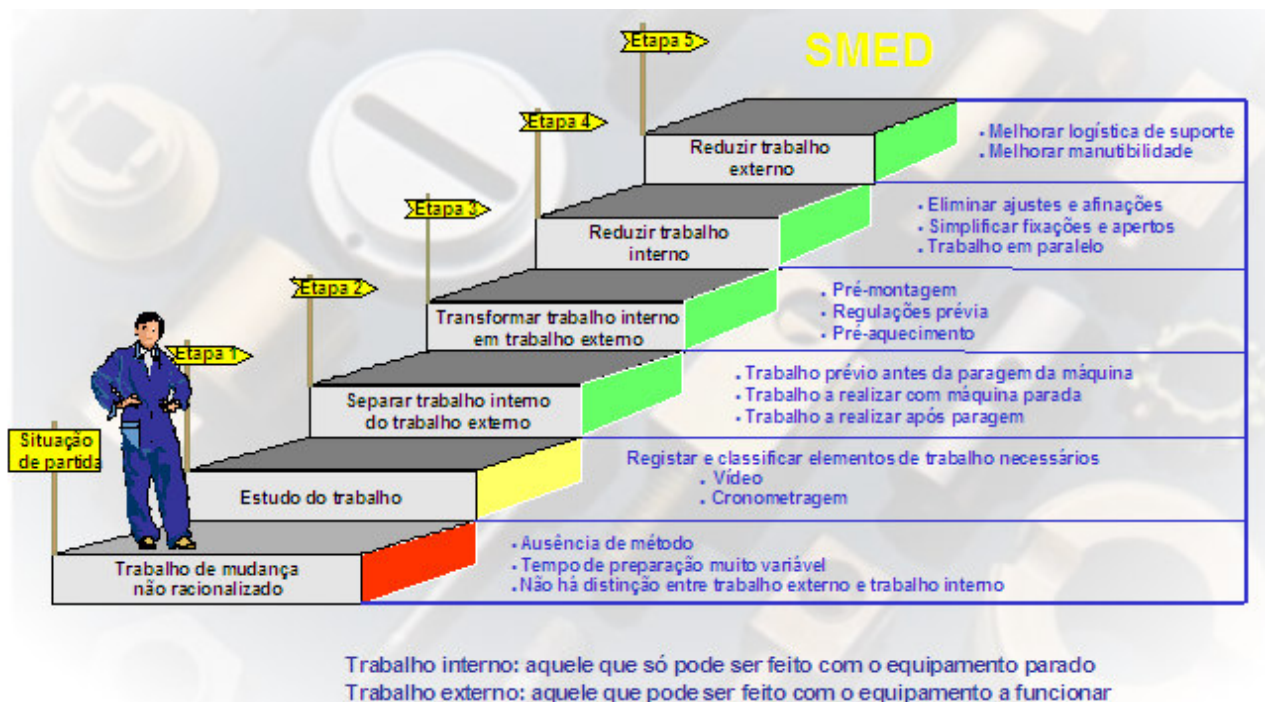 SMED
Etapa 5
Reduzir trabalho
externo
• Melhorar logística de suporte
• Melhorar manutibilidade
Etapa 4
Reduzir trabalho
interno
• Eliminar ajustes e afinações
• Simplificar fixações e apertos
• Trabalho em paralelo
Etapa 3
Transformar trabalho interno
em trabalho externo
• Pré-montagem
• Regulações prévia
• Pré-aquecimento
Etapa 2
Separar trabalho interno
do trabalho externo
• Trabalho prévio antes da paragem da máquina
• Trabalho a realizar com máquina parada
• Trabalho a realizar após paragem
Etapa 1
Estudo do trabalho
Registar e classificar elementos de trabalho necessários
• Vídeo
• Cronometragem
Situação
de partida
Trabalho de mudança
não racionalizado
• Ausência de método
• Tempo de preparação muito variável
• Não há distinção entre trabalho externo e trabalho interno
Trabalho interno: aquele que só pode ser feito com o equipamento parado
Trabalho externo: aquele que pode ser feito com o equipamento a funcionar